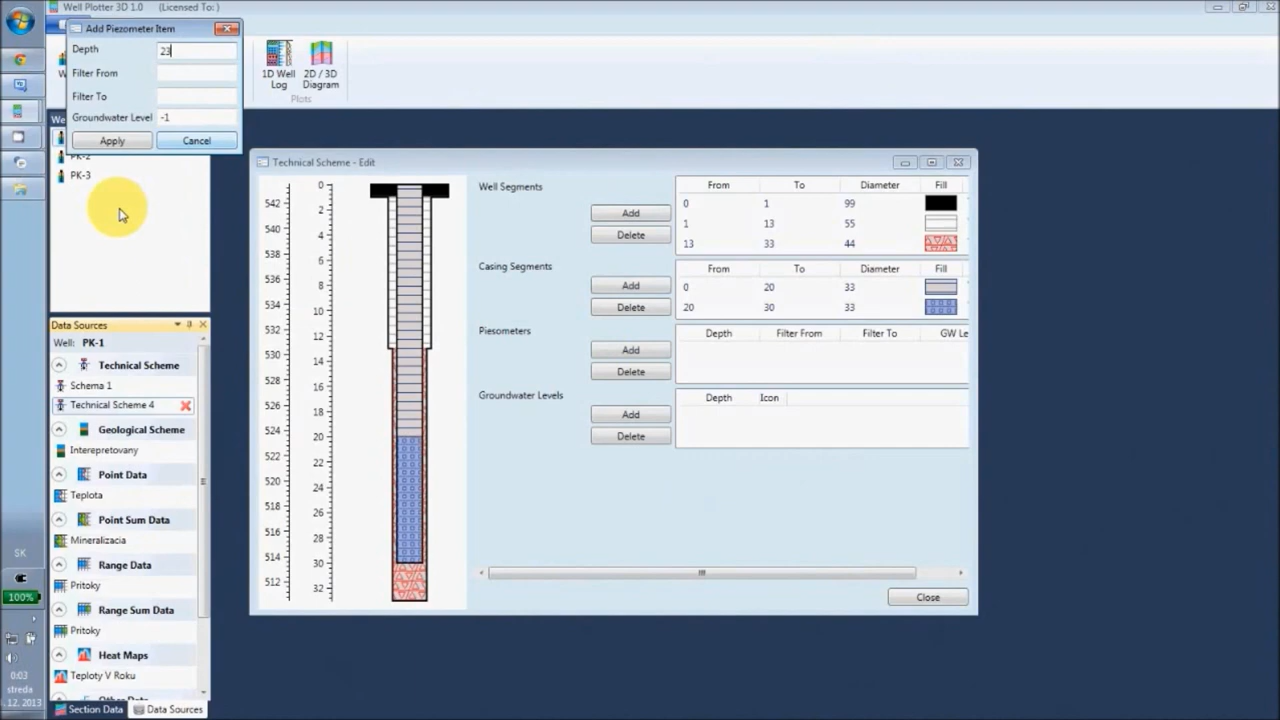 Well Plotter 3D 1.0 (Licensed To: )
Add Piezometer Item
Depth 23
Filter From
Filter To
Groundwater Level -1
Apply Cancel
1D Well Log
2D / 3D Diagram
Plots
We
PK-2
PK-3
Technical Scheme - Edit
Well Segments
Add
Delete
From To Diameter Fill
0 1 99
1 13 55
13 33 44
Casing Segments
Add
Delete
From To Diameter Fill
0 20 33
20 30 33
Piesometers
Add
Delete
Depth Filter From Filter To GW Le
Groundwater Levels
Add
Delete
Depth Icon
Close
542
540
538
536
534
532
530
528
526
524
522
520
518
516
514
512
0
2
4
6
8
10
12
14
16
18
20
22
24
26
28
30
32
Data Sources
Well: PK-1
Technical Scheme
Schema 1
Technical Scheme 4
Geological Scheme
Interepretovany
Point Data
Teplota
Point Sum Data
Mineralizacia
Range Data
Pritoky
Range Sum Data
Pritoky
Heat Maps
Teploty V Roku
Other Data
Section Data Data Sources
SK
100%
0:03
streda
. 12. 2013